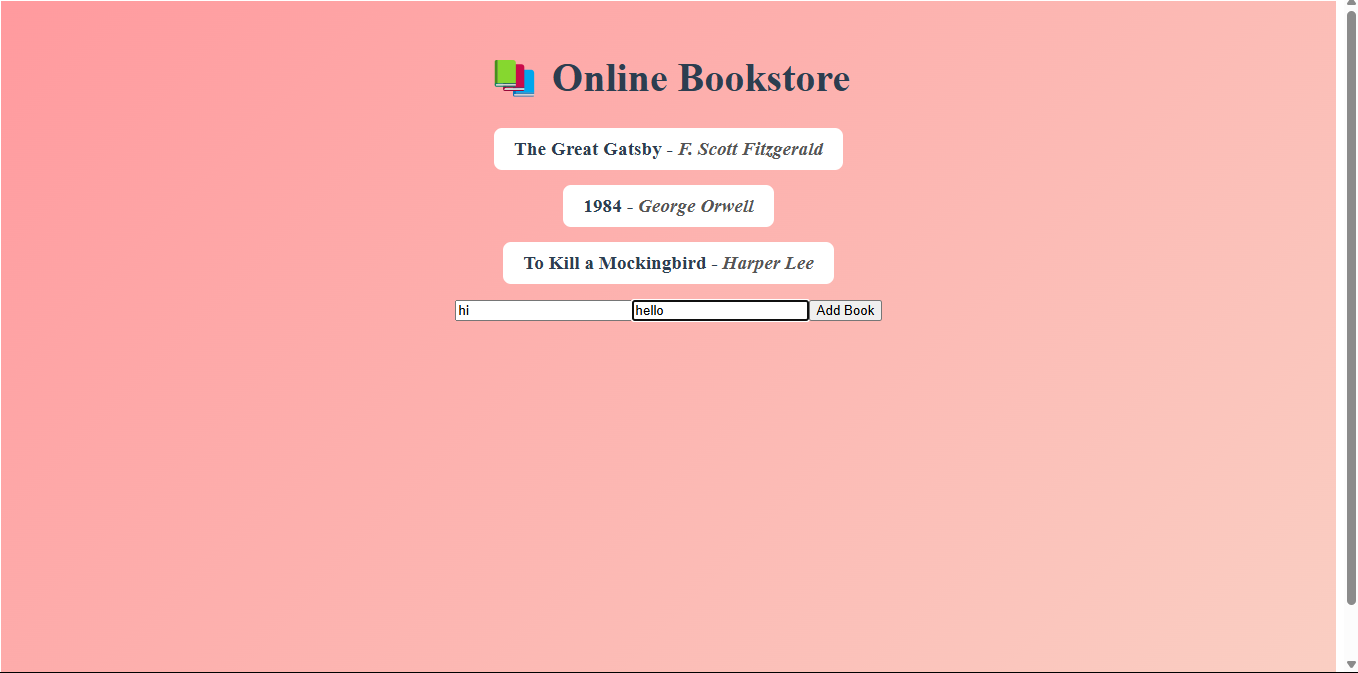 📚 Online Bookstore
The Great Gatsby - F. Scott Fitzgerald
1984 - George Orwell
To Kill a Mockingbird - Harper Lee
hi hello Add Book